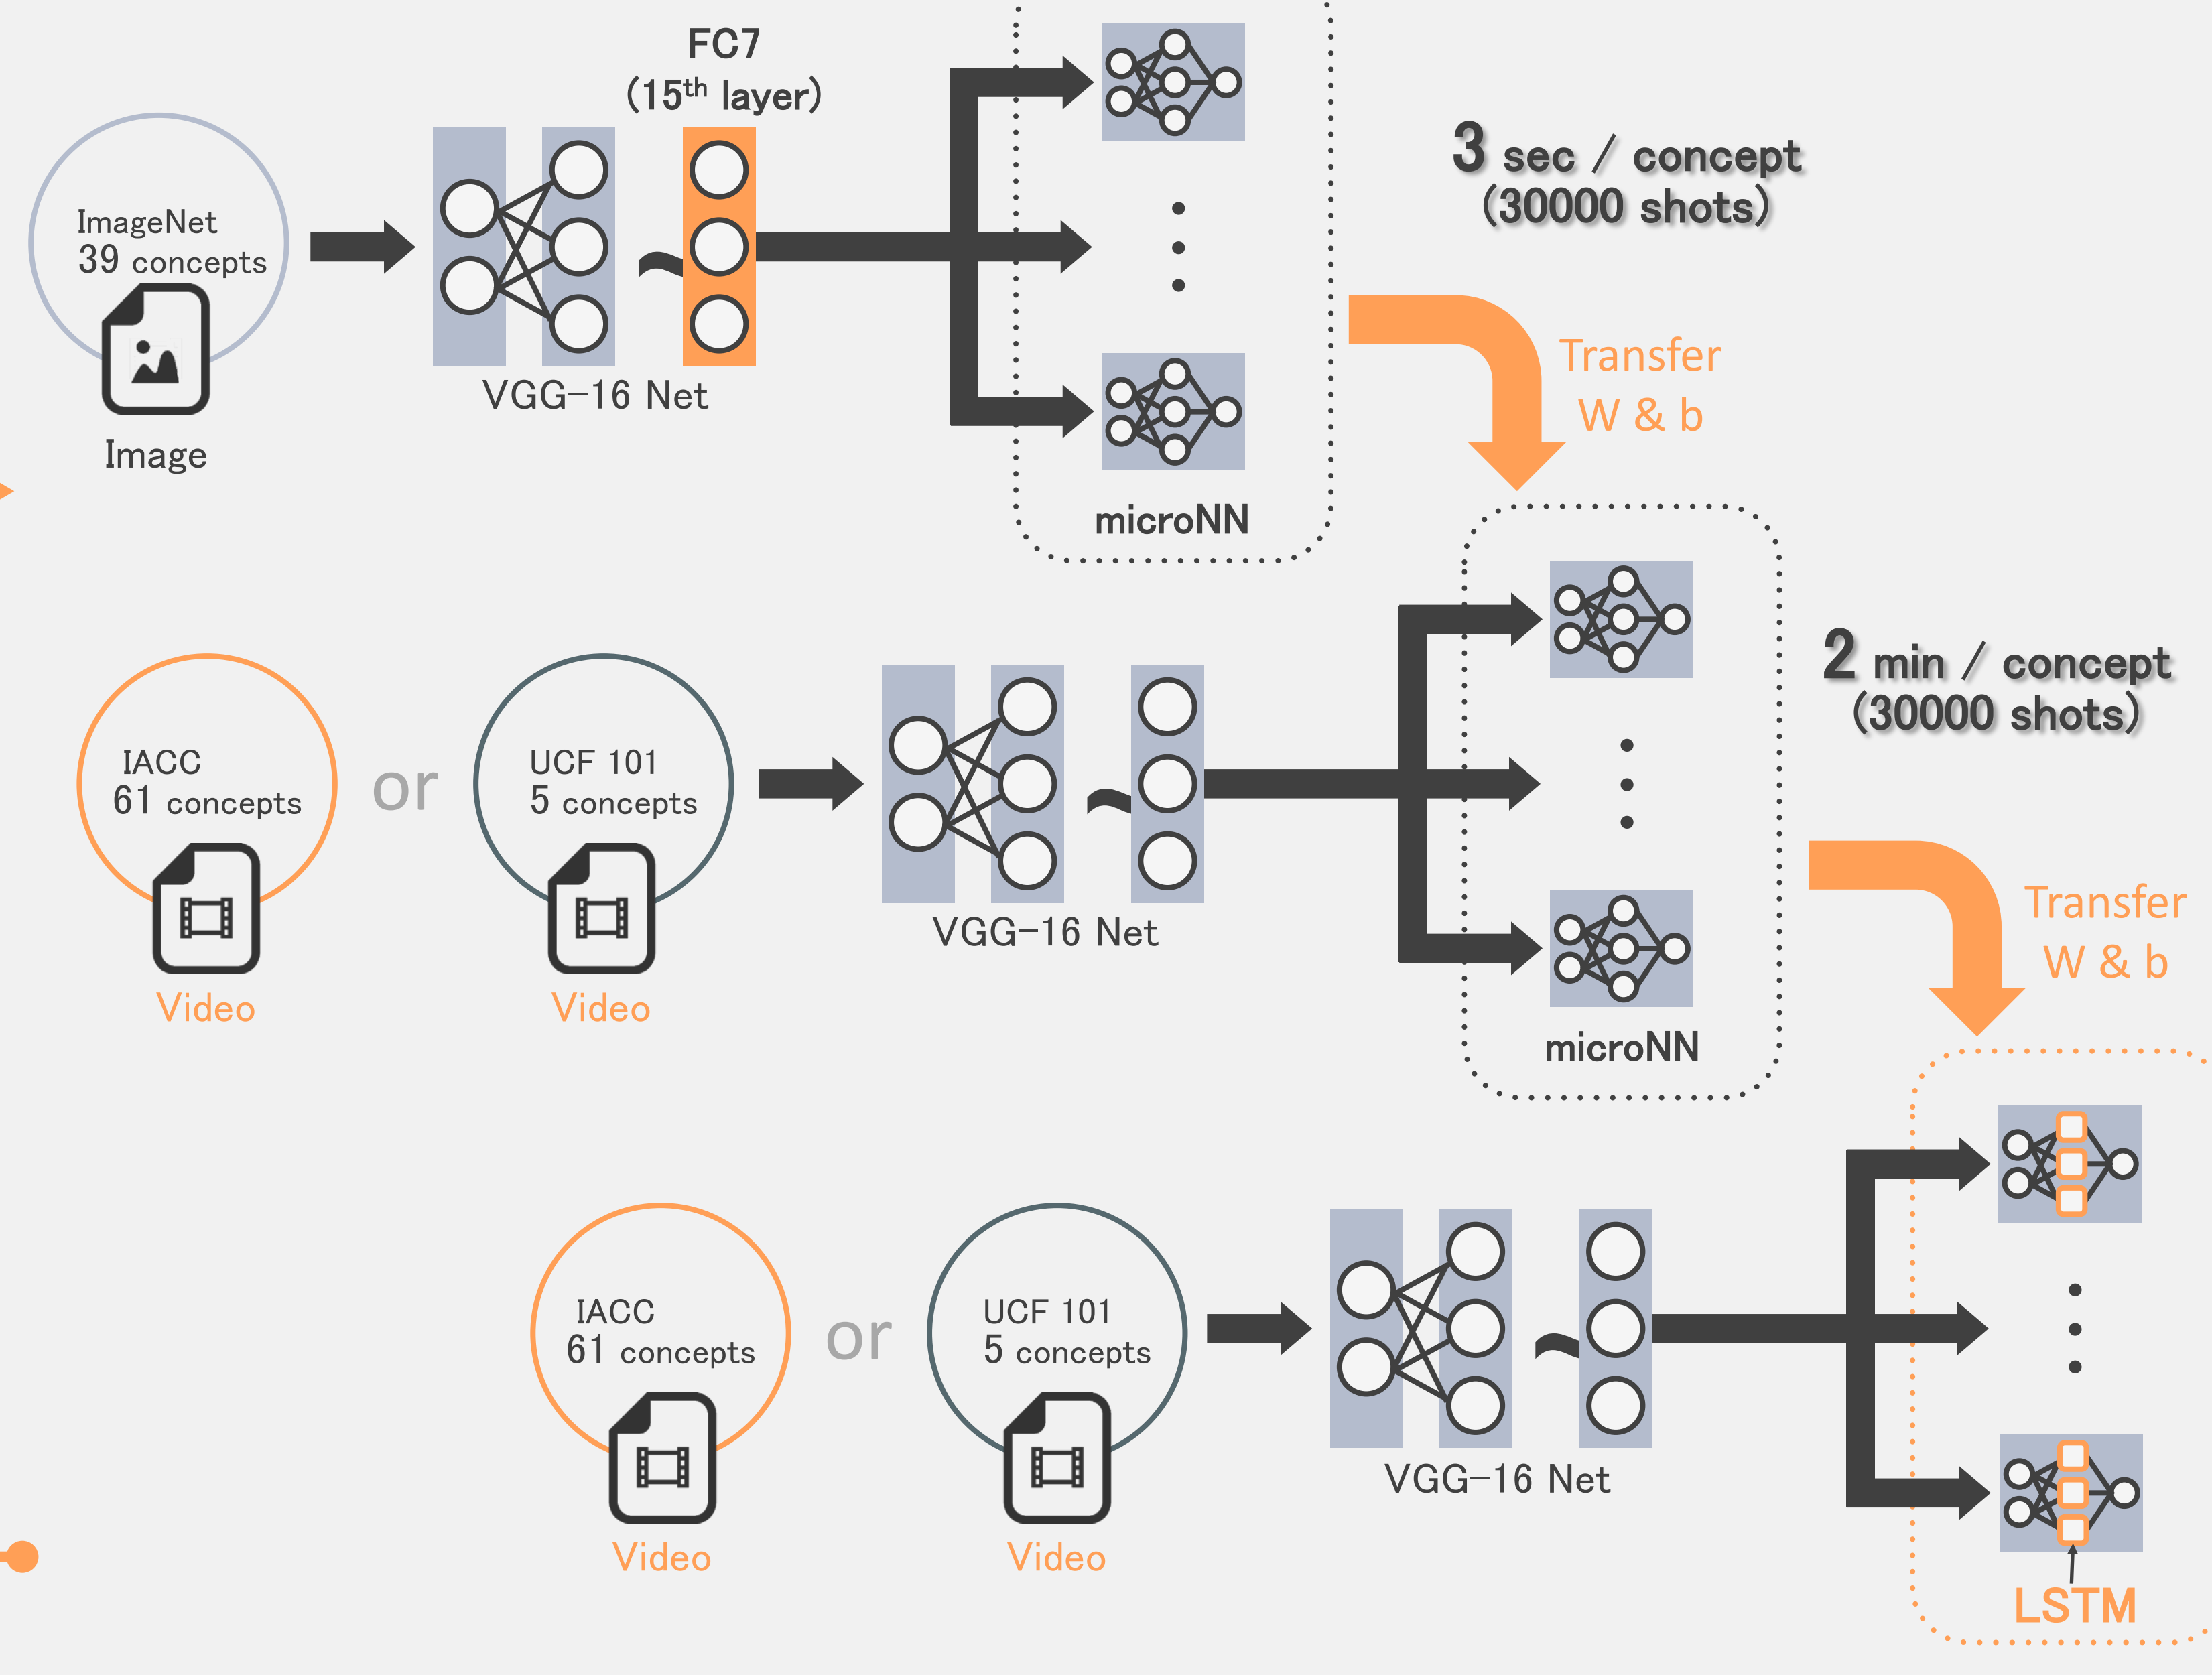 FC7
(15th layer)
ImageNet
39 concepts
Image
VGG-16 Net
microNN
3 sec / concept
(30000 shots)
Transfer
W & b
IACC
61 concepts
Video
or
UCF 101
5 concepts
Video
VGG-16 Net
microNN
2 min / concept
(30000 shots)
Transfer
W & b
IACC
61 concepts
Video
or
UCF 101
5 concepts
Video
VGG-16 Net
LSTM